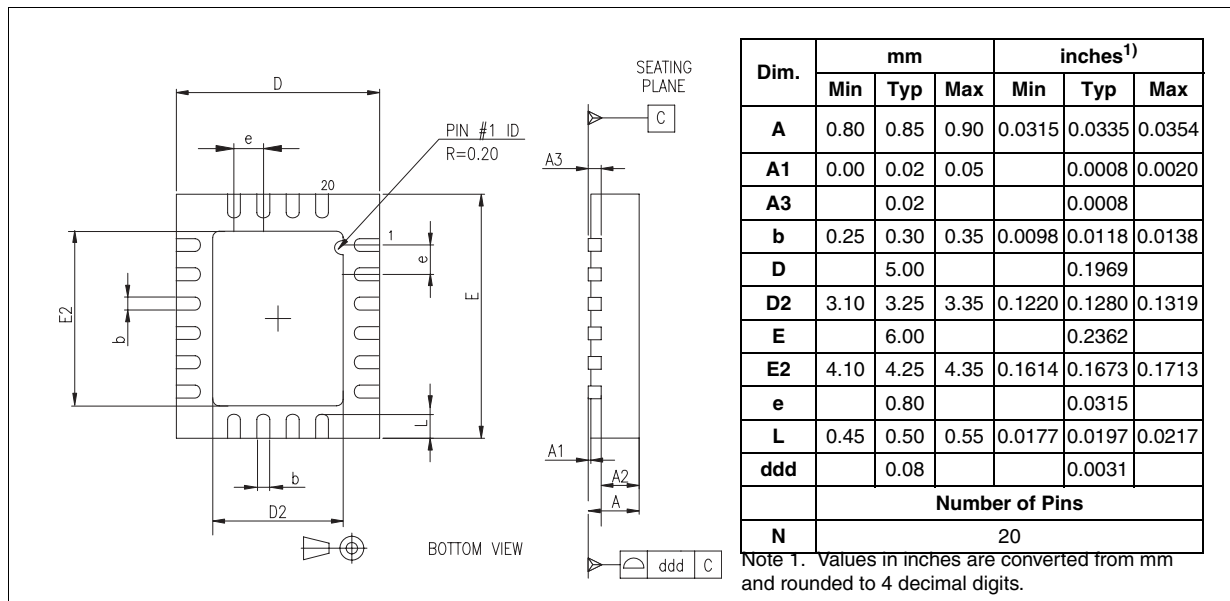 D
e
20
PIN #1 ID
R=0.20
1
e
E2
b
E
L
b
D2
BOTTOM VIEW
SEATING
PLANE
C
A3
A1
A2
A
ddd C
Dim. mm inches1)
Min Typ Max Min Typ Max
A 0.80 0.85 0.90 0.0315 0.0335 0.0354
A1 0.00 0.02 0.05 0.0008 0.0020
A3 0.02 0.0008
b 0.25 0.30 0.35 0.0098 0.0118 0.0138
D 5.00 0.1969
D2 3.10 3.25 3.35 0.1220 0.1280 0.1319
E 6.00 0.2362
E2 4.10 4.25 4.35 0.1614 0.1673 0.1713
e 0.80 0.0315
L 0.45 0.50 0.55 0.0177 0.0197 0.0217
ddd 0.08 0.0031
Number of Pins
N 20
Note 1. Values in inches are converted from mm
and rounded to 4 decimal digits.